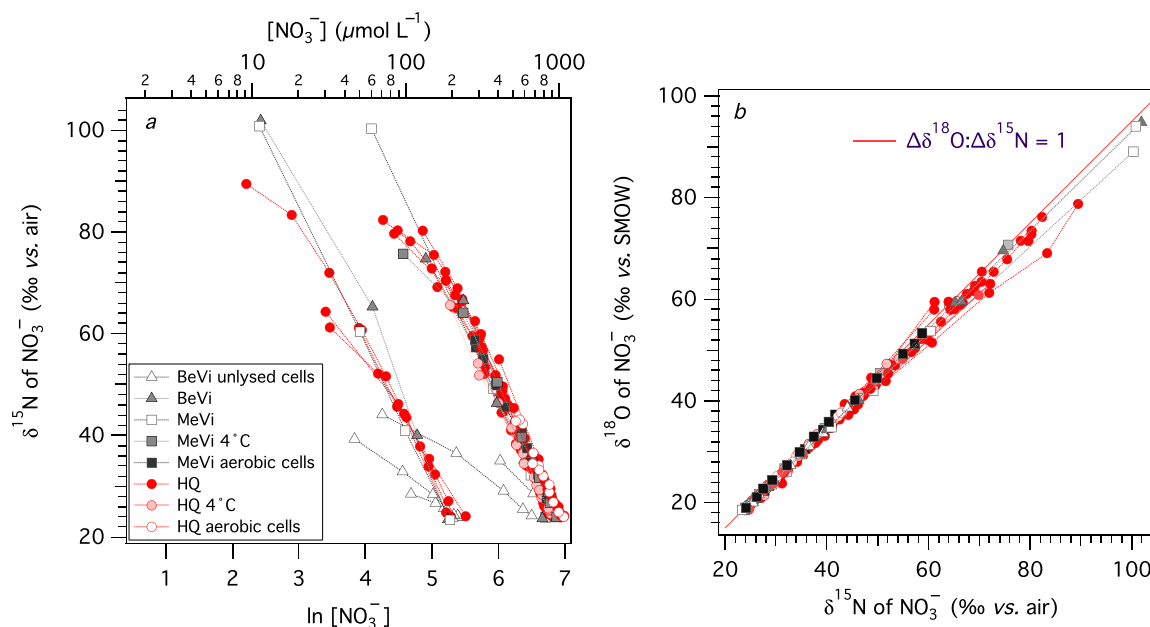 [NO₃⁻] (µmol L⁻¹)
10 100 1000
2 4 6 8 2 4 6 8 2 4 6 8
a
δ¹⁵N of NO₃⁻ (‰ vs. air)
100
80
60
40
20
BeVi unlysed cells
BeVi
MeVi
MeVi 4˚C
MeVi aerobic cells
HQ
HQ 4˚C
HQ aerobic cells
1 2 3 4 5 6 7
ln [NO₃⁻]
b
Δδ¹⁸O:Δδ¹⁵N = 1
δ¹⁸O of NO₃⁻ (‰ vs. SMOW)
100
80
60
40
20
20 40 60 80 100
δ¹⁵N of NO₃⁻ (‰ vs. air)